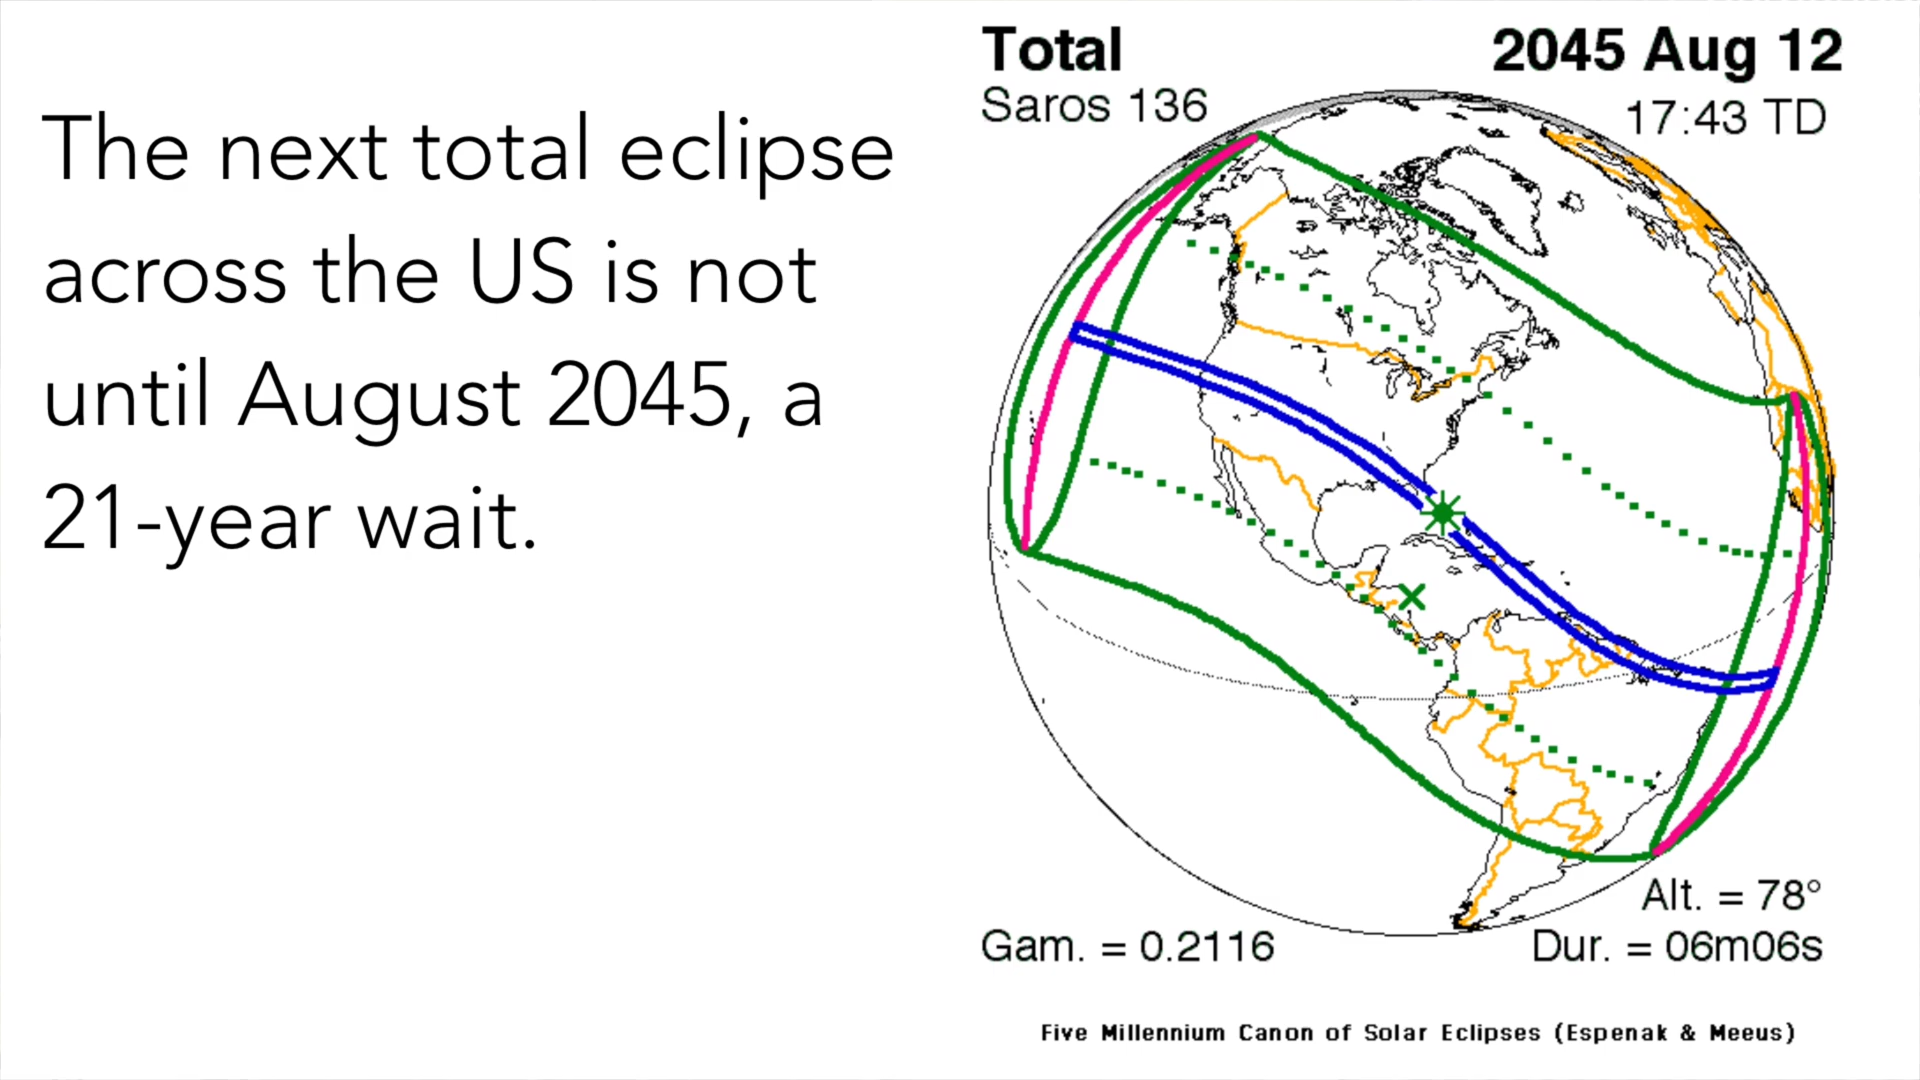 The next total eclipse
across the US is not
until August 2045, a
21-year wait.
Total
2045 Aug 12
Saros 136
17:43 TD
Alt. = 78°
Gam. = 0.2116
Dur. = 06m06s
Five Millennium Canon of Solar Eclipses (Espenak & Meeus)